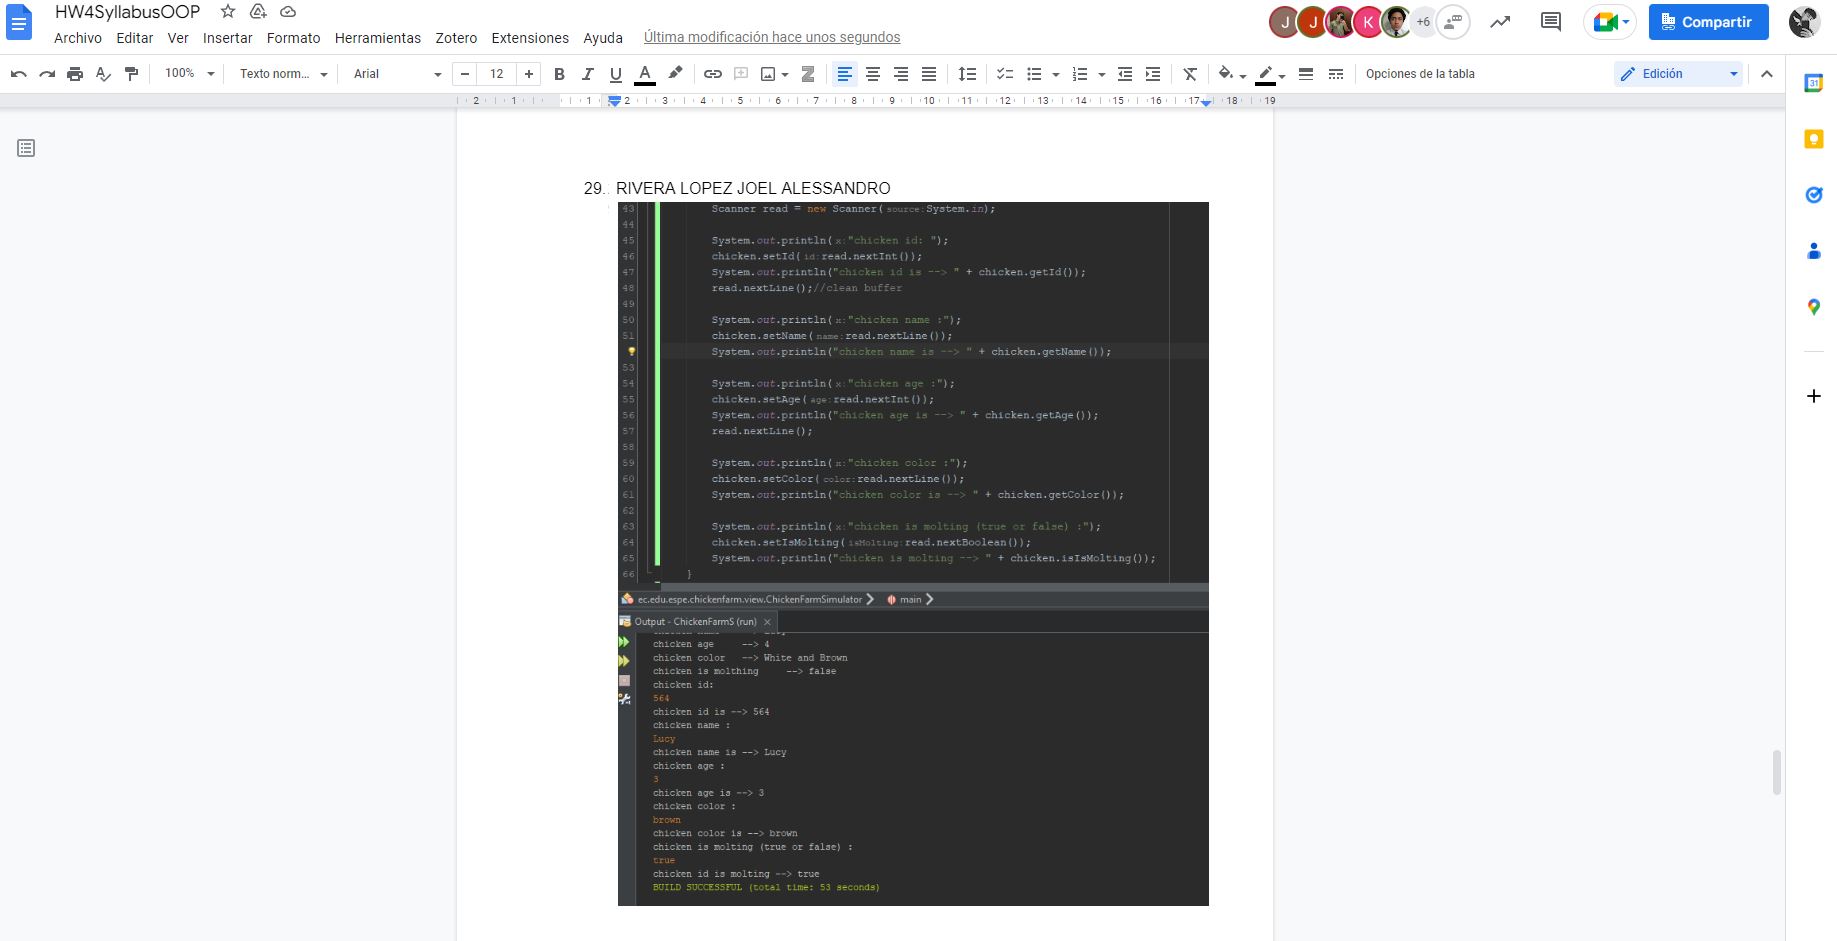 HW4SyllabusOOP
Archivo Editar Ver Insertar Formato Herramientas Zotero Extensiones Ayuda Última modificación hace unos segundos
J J K +6 Compartir
100% Texto norm... Arial 12 B I U A Opciones de la tabla Edición
2 1 1 2 3 4 5 6 7 8 9 10 11 12 13 14 15 16 17 18 19
31
29. RIVERA LOPEZ JOEL ALESSANDRO
43 Scanner read = new Scanner( source: System.in);
44
45 System.out.println( x: "chicken id: ");
46 chicken.setId( id: read.nextInt());
47 System.out.println("chicken id is --> " + chicken.getId());
48 read.nextLine();//clean buffer
49
50 System.out.println( x: "chicken name :");
51 chicken.setName( name: read.nextLine());
System.out.println("chicken name is --> " + chicken.getName());
53
54 System.out.println( x: "chicken age :");
55 chicken.setAge( age: read.nextInt());
56 System.out.println("chicken age is --> " + chicken.getAge());
57 read.nextLine();
58
59 System.out.println( x: "chicken color :");
60 chicken.setColor( color: read.nextLine());
61 System.out.println("chicken color is --> " + chicken.getColor());
62
63 System.out.println( x: "chicken is molting (true or false) :");
64 chicken.setIsMolting( isMolting: read.nextBoolean());
65 System.out.println("chicken is molting --> " + chicken.isIsMolting());
66 }
ec.edu.espe.chickenfarm.view.ChickenFarmSimulator main
Output - ChickenFarmS (run) ×
chicken age --> 4
chicken color --> White and Brown
chicken is molthing --> false
chicken id:
564
chicken id is --> 564
chicken name :
Lucy
chicken name is --> Lucy
chicken age :
3
chicken age is --> 3
chicken color :
brown
chicken color is --> brown
chicken is molting (true or false) :
true
chicken id is molting --> true
BUILD SUCCESSFUL (total time: 53 seconds)